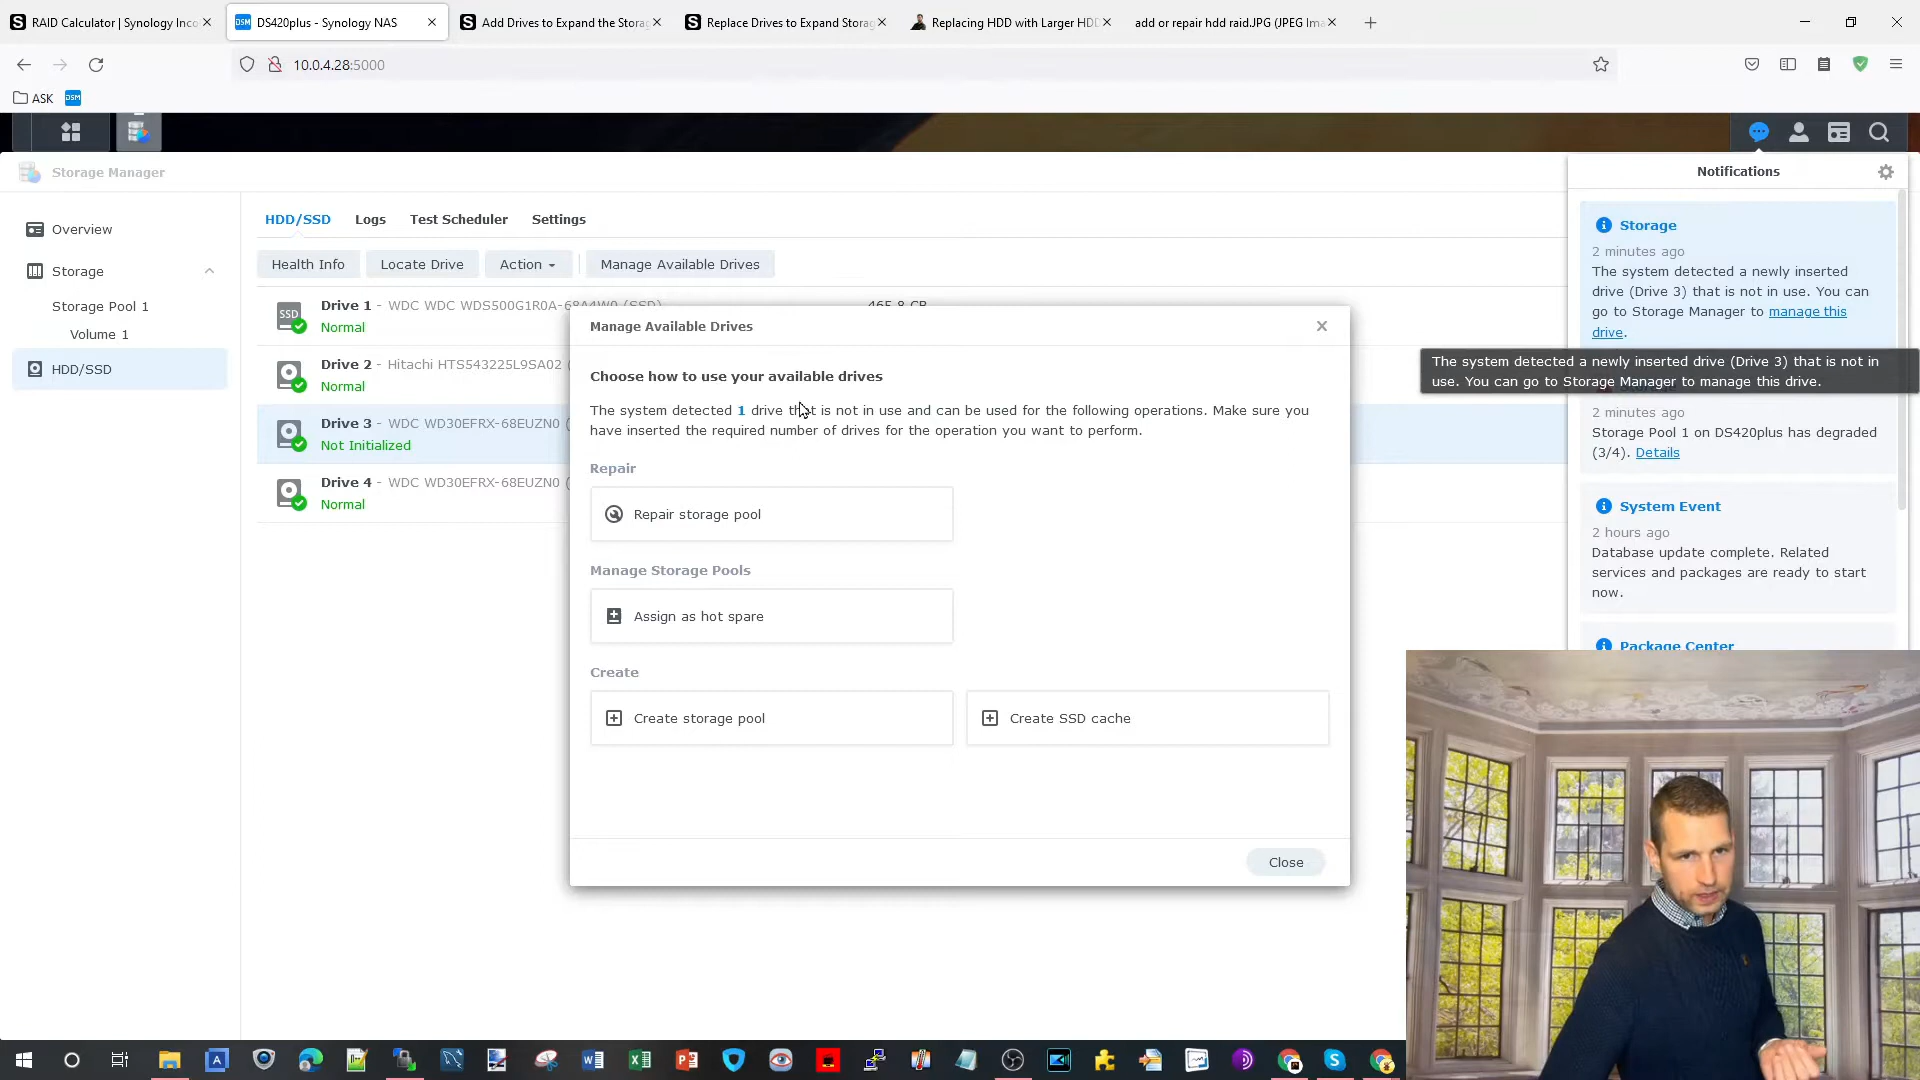 RAID Calculator | Synology Inco
DS420plus - Synology NAS
Add Drives to Expand the Storag
Replace Drives to Expand Storag
Replacing HDD with Larger HDD
add or repair hdd raid.JPG (JPEG Ima
10.0.4.28:5000
ASK
DSM
Storage Manager
Overview
Storage
Storage Pool 1
Volume 1
HDD/SSD
HDD/SSD Logs Test Scheduler Settings
Health Info Locate Drive Action Manage Available Drives
Drive 1 - WDC WDC WDS500G1R0A-68A4W0 (SSD) 465.8 GB
Normal
Drive 2 - Hitachi HTS543225L9SA02 (
Normal
Drive 3 - WDC WD30EFRX-68EUZN0 (
Not Initialized
Drive 4 - WDC WD30EFRX-68EUZN0 (
Normal
Manage Available Drives
Choose how to use your available drives
The system detected 1 drive that is not in use and can be used for the following operations. Make sure you
have inserted the required number of drives for the operation you want to perform.
Repair
Repair storage pool
Manage Storage Pools
Assign as hot spare
Create
Create storage pool
Create SSD cache
Close
Notifications
Storage
2 minutes ago
The system detected a newly inserted
drive (Drive 3) that is not in use. You can
go to Storage Manager to manage this
drive.
The system detected a newly inserted drive (Drive 3) that is not in
use. You can go to Storage Manager to manage this drive.
2 minutes ago
Storage Pool 1 on DS420plus has degraded
(3/4). Details
System Event
2 hours ago
Database update complete. Related
services and packages are ready to start
now.
Package Center